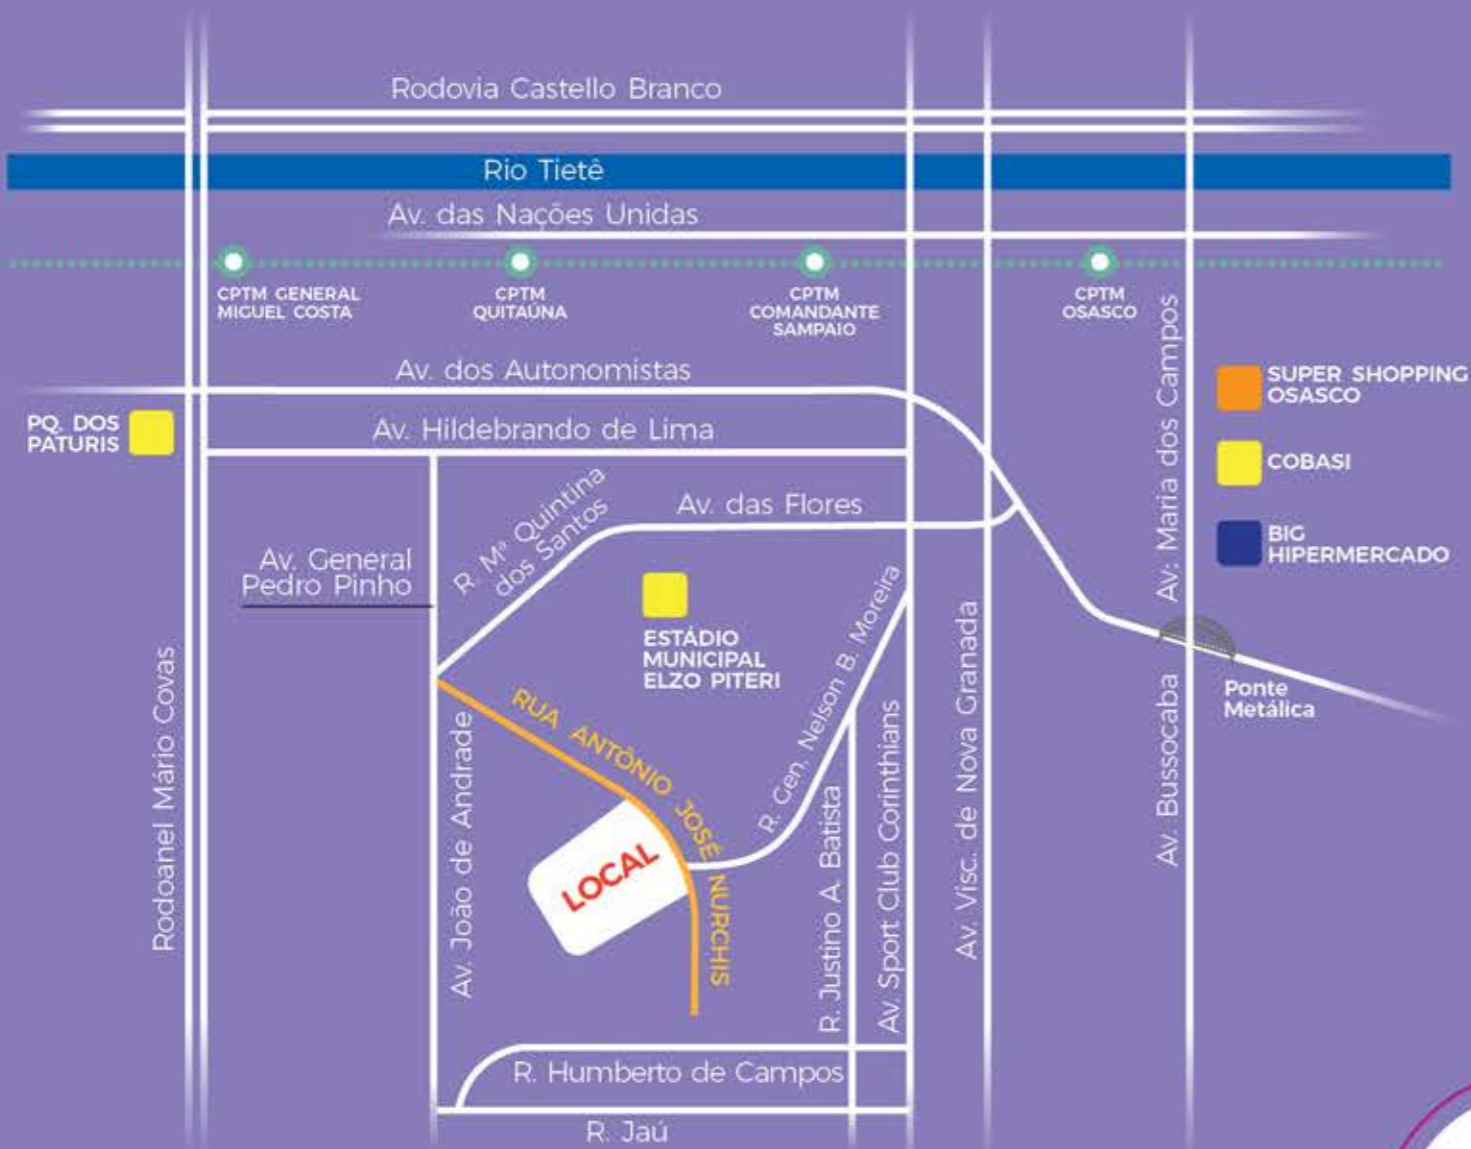 Rodovia Castello Branco
Rio Tietê
Av. das Nações Unidas
CPTM GENERAL
MIGUEL COSTA
CPTM
QUITAÚNA
CPTM
COMANDANTE
SAMPAIO
CPTM
OSASCO
Av. dos Autonomistas
SUPER SHOPPING
OSASCO
PQ. DOS
PATURIS
Av. Hildebrando de Lima
COBASI
Av; Maria dos Campos
R. Mª Quintina
dos Santos
Av. das Flores
BIG
HIPERMERCADO
Av. General
Pedro Pinho
ESTÁDIO
MUNICIPAL
ELZO PITERI
R. Gen. Nelson B. Moreira
Rodoanel Mário Covas
RUA ANTÔNIO JOSÉ NURCHIS
Av. João de Andrade
LOCAL
R. Justino A. Batista
Av. Sport Club Corinthians
Av. Visc. de Nova Granada
Av. Bussocaba
Ponte
Metálica
R. Humberto de Campos
R. Jaú